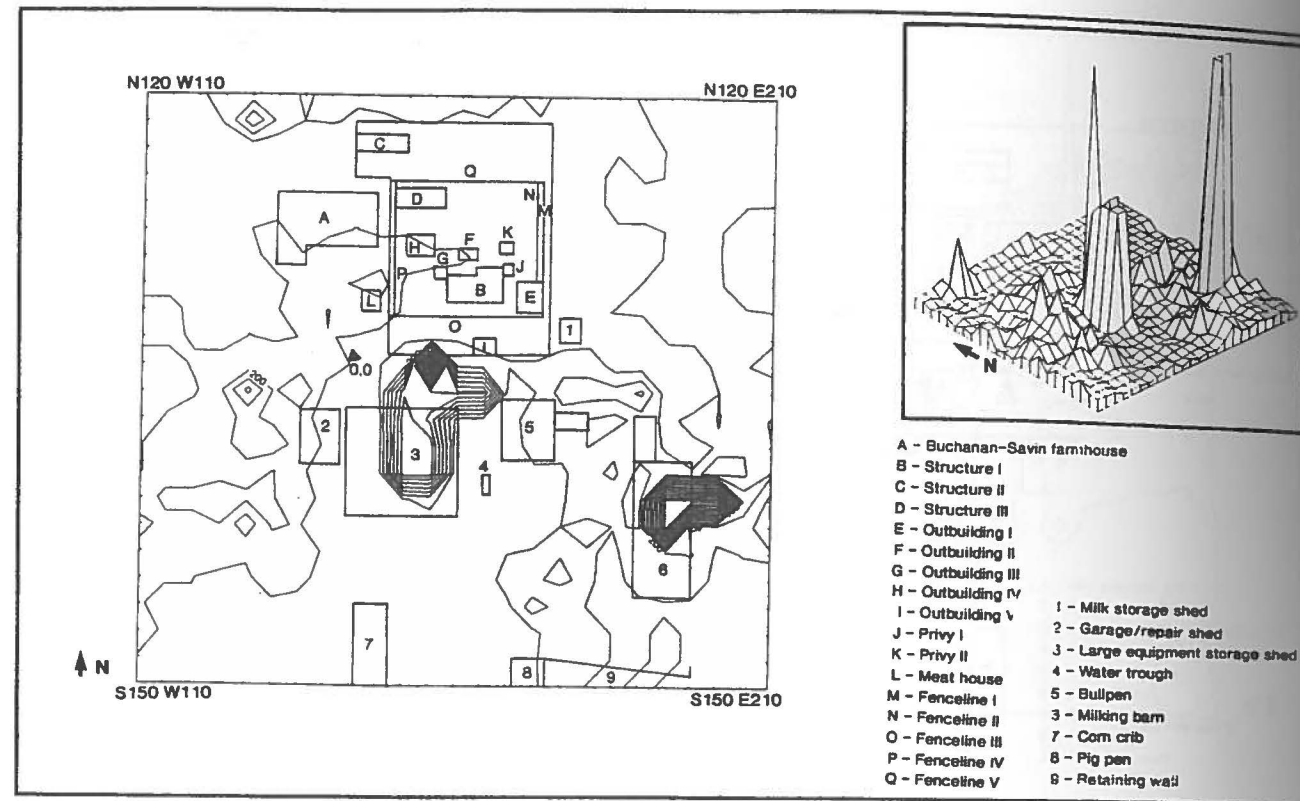 N120 W110
N120 E210
C
Q
D
N
M
A
K
F
H
G
J
P
B
E
L
O
1
I
0,0
200
2
3
5
4
6
7
8
9
N
S150 W110
S150 E210
N
A - Buchanan-Savin farmhouse
B - Structure I
C - Structure II
D - Structure III
E - Outbuilding I
F - Outbuilding II
G - Outbuilding III
H - Outbuilding IV
I - Outbuilding V
J - Privy I
K - Privy II
L - Meat house
M - Fenceline I
N - Fenceline II
O - Fenceline III
P - Fenceline IV
Q - Fenceline V
1 - Milk storage shed
2 - Garage/repair shed
3 - Large equipment storage shed
4 - Water trough
5 - Bullpen
3 - Milking barn
7 - Corn crib
8 - Pig pen
9 - Retaining wall